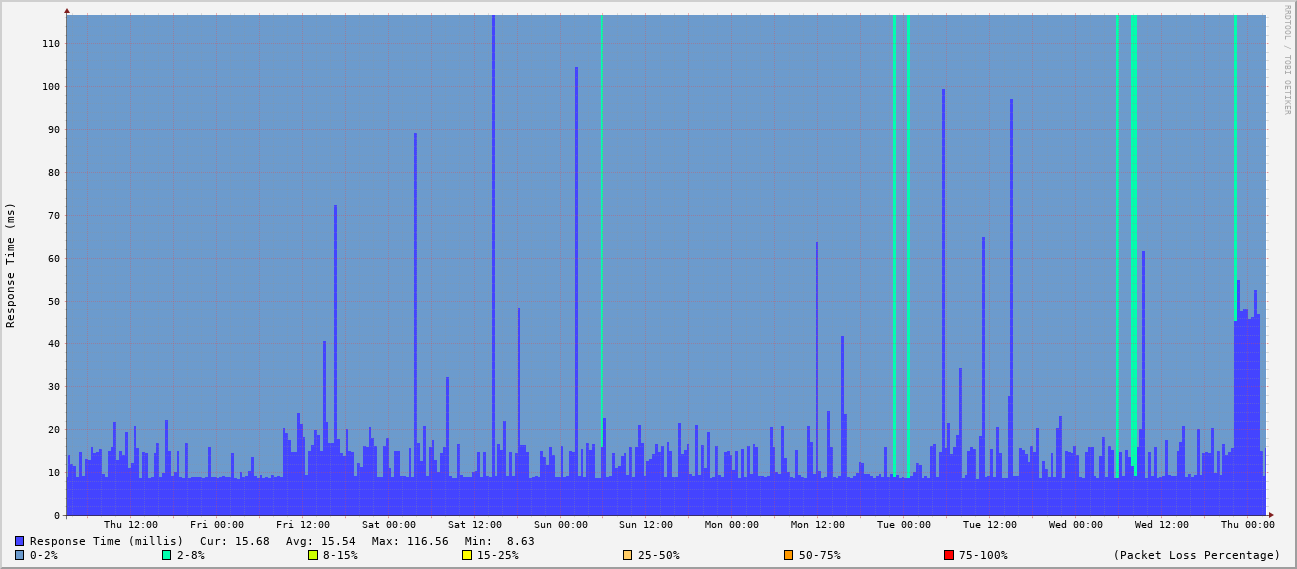 RRDTOOL / TOBI OETIKER
Response Time (ms)
110
100
90
80
70
60
50
40
30
20
10
0
Thu 12:00 Fri 00:00 Fri 12:00 Sat 00:00 Sat 12:00 Sun 00:00 Sun 12:00 Mon 00:00 Mon 12:00 Tue 00:00 Tue 12:00 Wed 00:00 Wed 12:00 Thu 00:00
Response Time (millis) Cur: 15.68 Avg: 15.54 Max: 116.56 Min: 8.63
0-2% 2-8% 8-15% 15-25% 25-50% 50-75% 75-100% (Packet Loss Percentage)